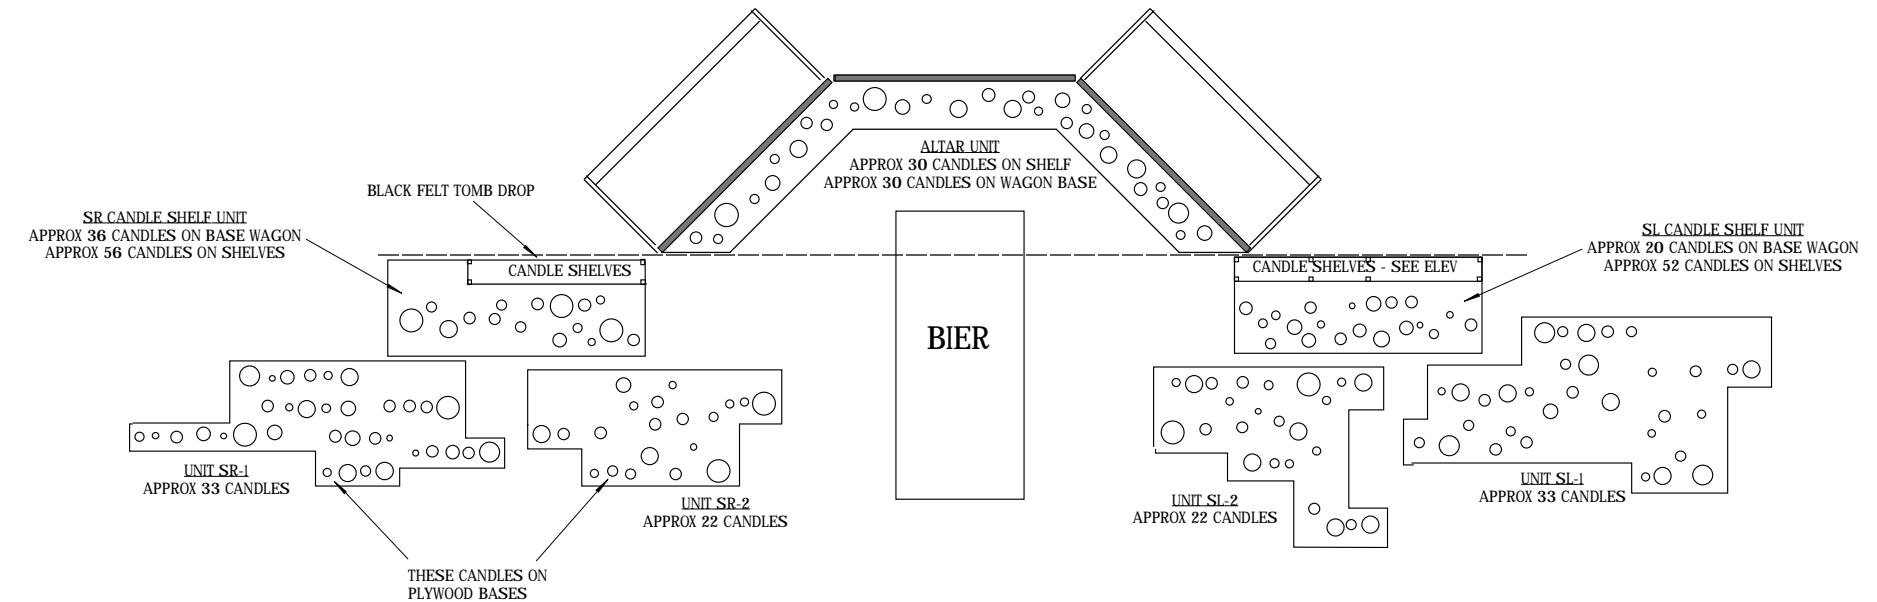 ALTAR UNIT
APPROX 30 CANDLES ON SHELF
APPROX 30 CANDLES ON WAGON BASE
BLACK FELT TOMB DROP
SR CANDLE SHELF UNIT
APPROX 36 CANDLES ON BASE WAGON
APPROX 56 CANDLES ON SHELVES
SL CANDLE SHELF UNIT
APPROX 20 CANDLES ON BASE WAGON
APPROX 52 CANDLES ON SHELVES
CANDLE SHELVES
CANDLE SHELVES - SEE ELEV
BIER
UNIT SR-1
APPROX 33 CANDLES
UNIT SR-2
APPROX 22 CANDLES
UNIT SL-2
APPROX 22 CANDLES
UNIT SL-1
APPROX 33 CANDLES
THESE CANDLES ON
PLYWOOD BASES